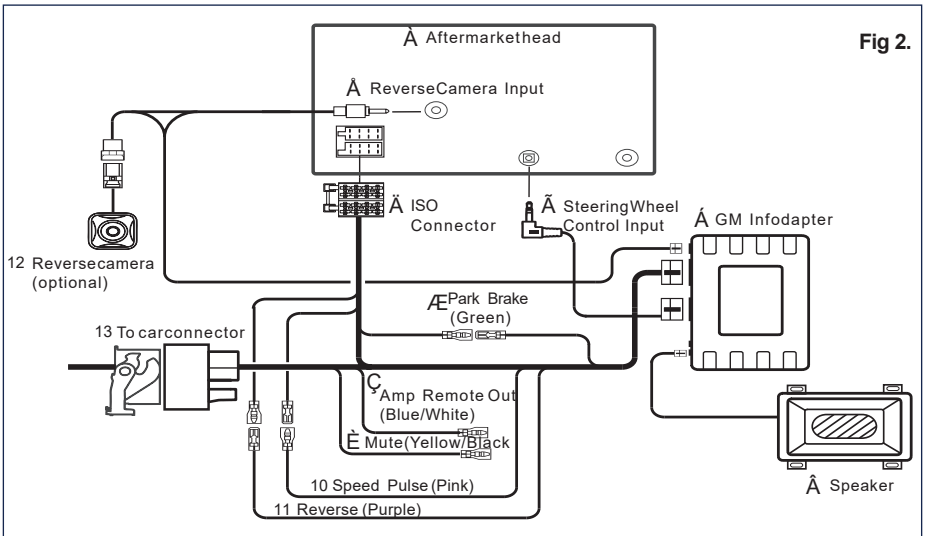 Fig 2.
À Aftermarkethead
Å ReverseCamera Input
Ä ISO
Connector
Ã SteeringWheel
Control Input
Á GM Infodapter
12 Reversecamera
(optional)
Æ Park Brake
(Green)
13 To carconnector
Ç Amp Remote Out
(Blue/White)
È Mute(Yellow/Black
10 Speed Pulse (Pink)
11 Reverse (Purple)
Â Speaker